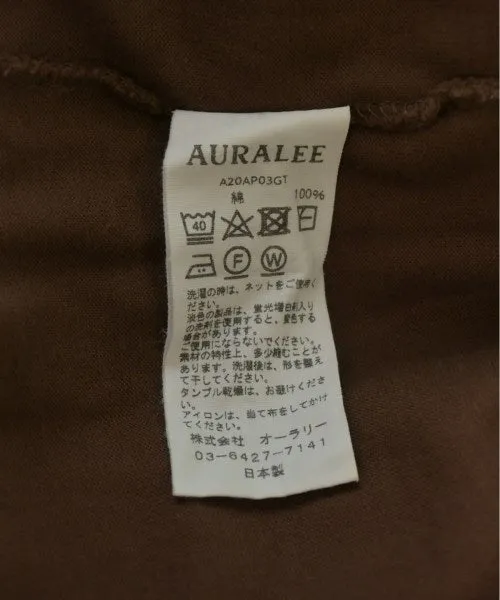 AURALEE
A20AP03GT
綿 100%
40
F W
洗濯の時は、ネットをご使用く
ださい。
淡色の製品は、蛍光増白剤入り
の洗剤を使用すると、変色する
場合があります。
ご使用にならないでください。
素材の特性上、多少縮むことが
あります。洗濯後は、形を整え
て干してください。
タンブル乾燥は、お避けくださ
い。
アイロンは、当て布をしてかけ
てください。
株式会社 オーラリー
03-6427-7141
日本製